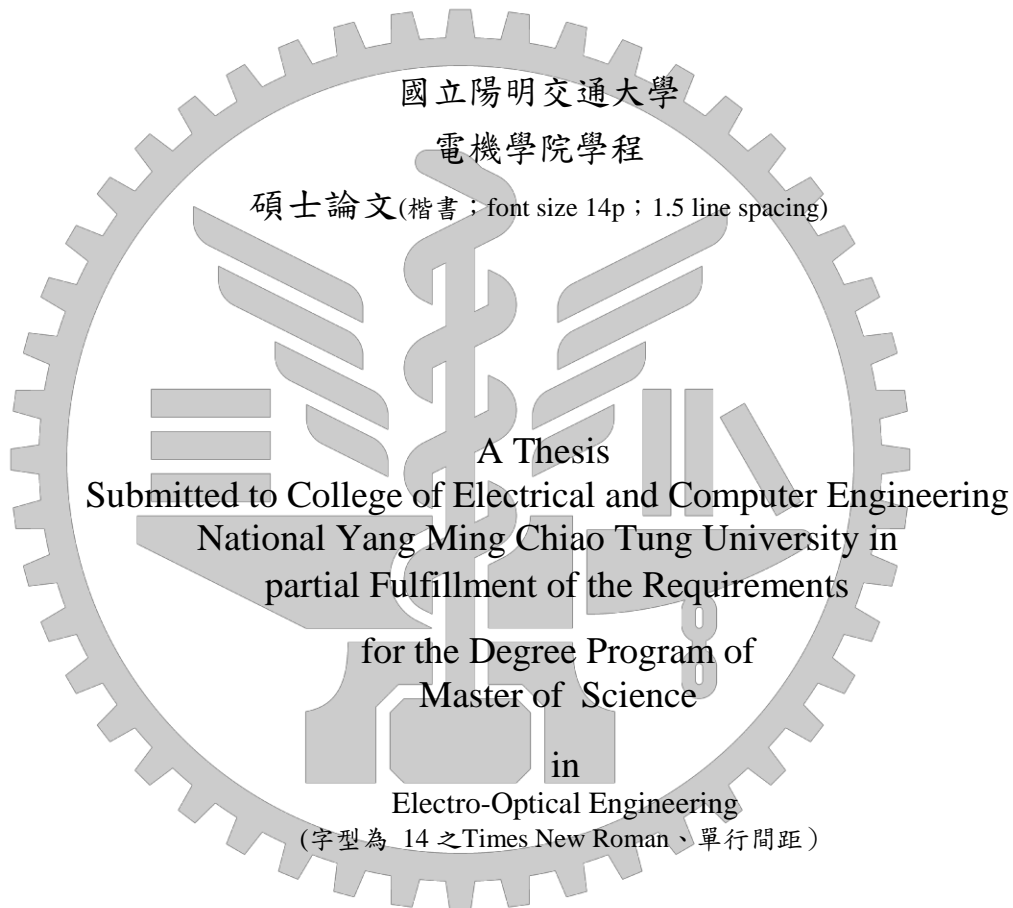 國立陽明交通大學
電機學院學程
碩士論文(楷書；font size 14p；1.5 line spacing)
A Thesis
Submitted to College of Electrical and Computer Engineering
National Yang Ming Chiao Tung University in
partial Fulfillment of the Requirements
for the Degree Program of
Master of Science
in
Electro-Optical Engineering
(字型為 14 之Times New Roman、單行間距）